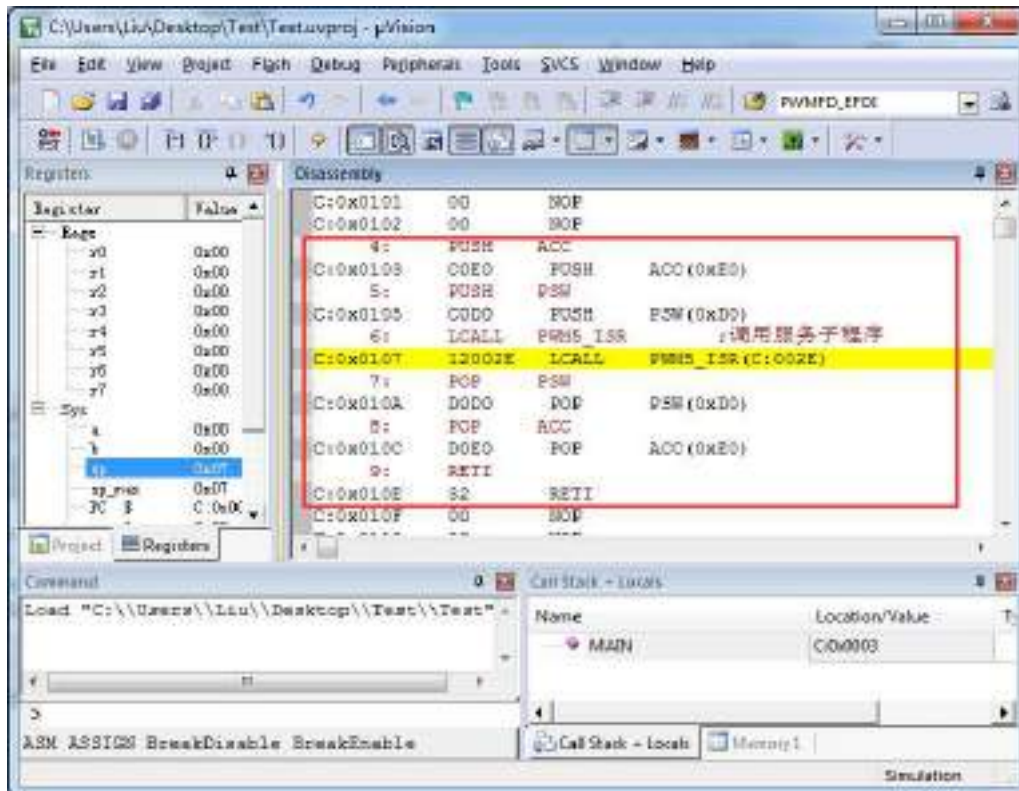 C:\Users\Liu\Desktop\Test\Test.uvproj - µVision
File Edit View Project Flash Debug Peripherals Tools SVCS Window Help
PWMFD_EFDI
Registers
Disassembly
Register Value
Regs
r0 0x00
r1 0x00
r2 0x00
r3 0x00
r4 0x00
r5 0x00
r6 0x00
r7 0x00
Sys
a 0x00
b 0x00
sp 0x07
sp_max 0x07
PC $
C:0x0101 00 NOP
C:0x0102 00 NOP
4: PUSH ACC
C:0x0103 C0E0 PUSH ACC(0xE0)
5: PUSH PSW
C:0x0105 C0D0 PUSH PSW(0xD0)
6: LCALL PWM5_ISR ;调用服务子程序
C:0x0107 12002E LCALL PWM5_ISR(C:002E)
7: POP PSW
C:0x010A D0D0 POP PSW(0xD0)
8: POP ACC
C:0x010C D0E0 POP ACC(0xE0)
9: RETI
C:0x010E 32 RETI
C:0x010F 00 NOP
Project Registers
Command
Load "C:\\Users\\Liu\\Desktop\\Test\\Test"
>
ASM ASSIGN BreakDisable BreakEnable
Call Stack + Locals
Name Location/Value
MAIN C:0x0003
Call Stack + Locals Memory 1
Simulation